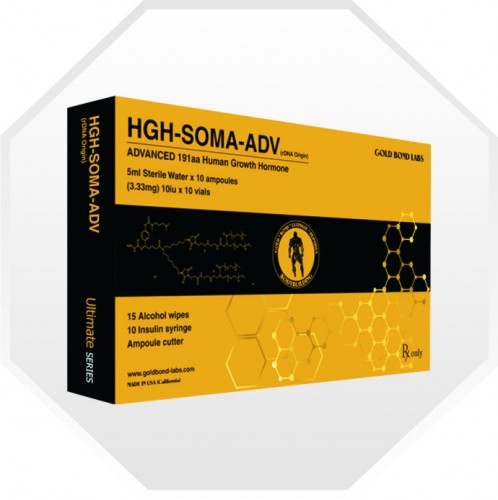 HGH-SOMA-ADV
(rDNA Origin)
Ultimate SERIES
HGH-SOMA-ADV (rDNA Origin)
GOLD BOND LABS
ADVANCED 191aa Human Growth Hormone
5ml Sterile Water x 10 ampoules
(3.33mg) 10iu x 10 vials
BODYBUILDING
15 Alcohol wipes
10 Insulin syringe
Ampoule cutter
Rx only
www.goldbond-labs.com
MADE IN USA (California)